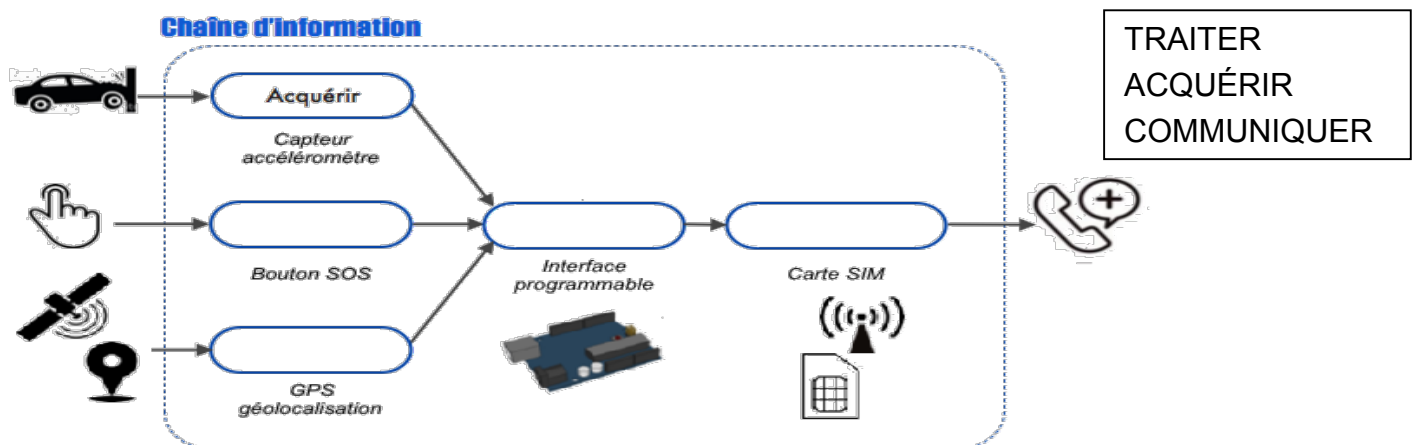 Chaîne d'information
TRAITER
ACQUÉRIR
COMMUNIQUER
Acquérir
Capteur
accéléromètre
Bouton SOS
Interface
programmable
Carte SIM
GPS
géolocalisation